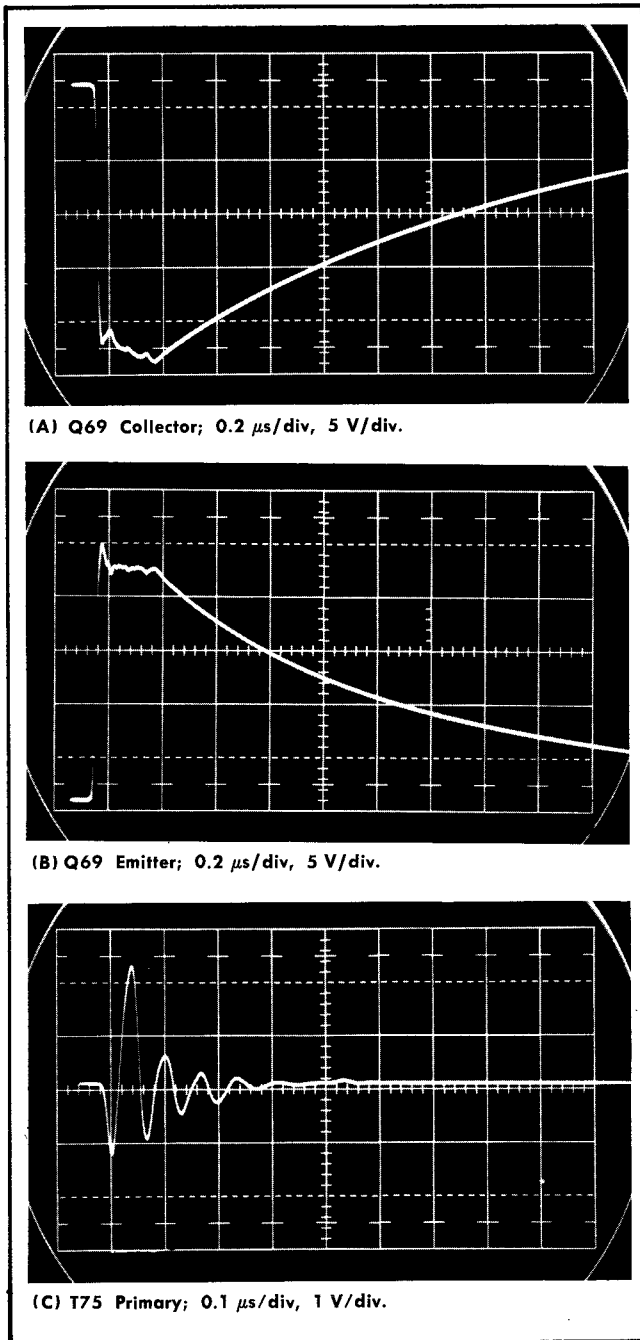 (A) Q69 Collector; 0.2 μs/div, 5 V/div.
(B) Q69 Emitter; 0.2 μs/div, 5 V/div.
(C) T75 Primary; 0.1 μs/div, 1 V/div.